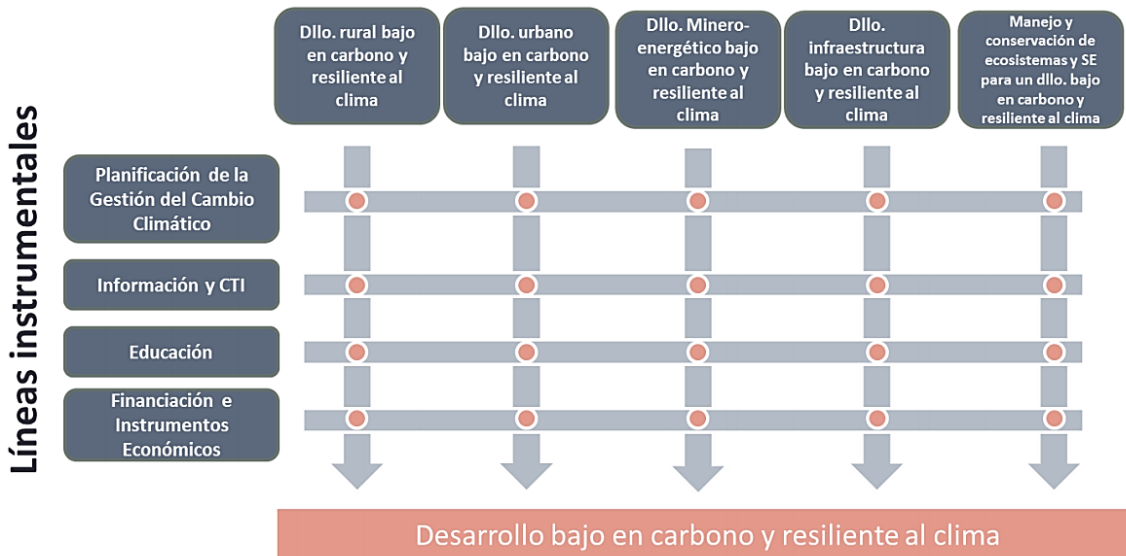 Dllo. rural bajo
en carbono y
resiliente al
clima
Dllo. urbano
bajo en carbono
y resiliente al
clima
Dllo. Minero-
energético bajo
en carbono y
resiliente al
clima
Dllo.
infraestructura
bajo en carbono
y resiliente al
clima
Manejo y
conservación de
ecosistemas y SE
para un dllo. bajo
en carbono y
resiliente al clima
Líneas instrumentales
Planificación de la
Gestión del Cambio
Climático
Información y CTI
Educación
Financiación e
Instrumentos
Económicos
Desarrollo bajo en carbono y resiliente al clima